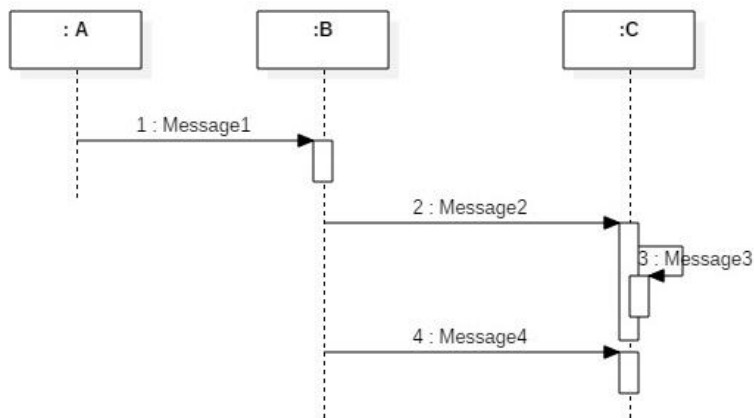 : A
:B
:C
1 : Message1
2 : Message2
3 : Message3
4 : Message4